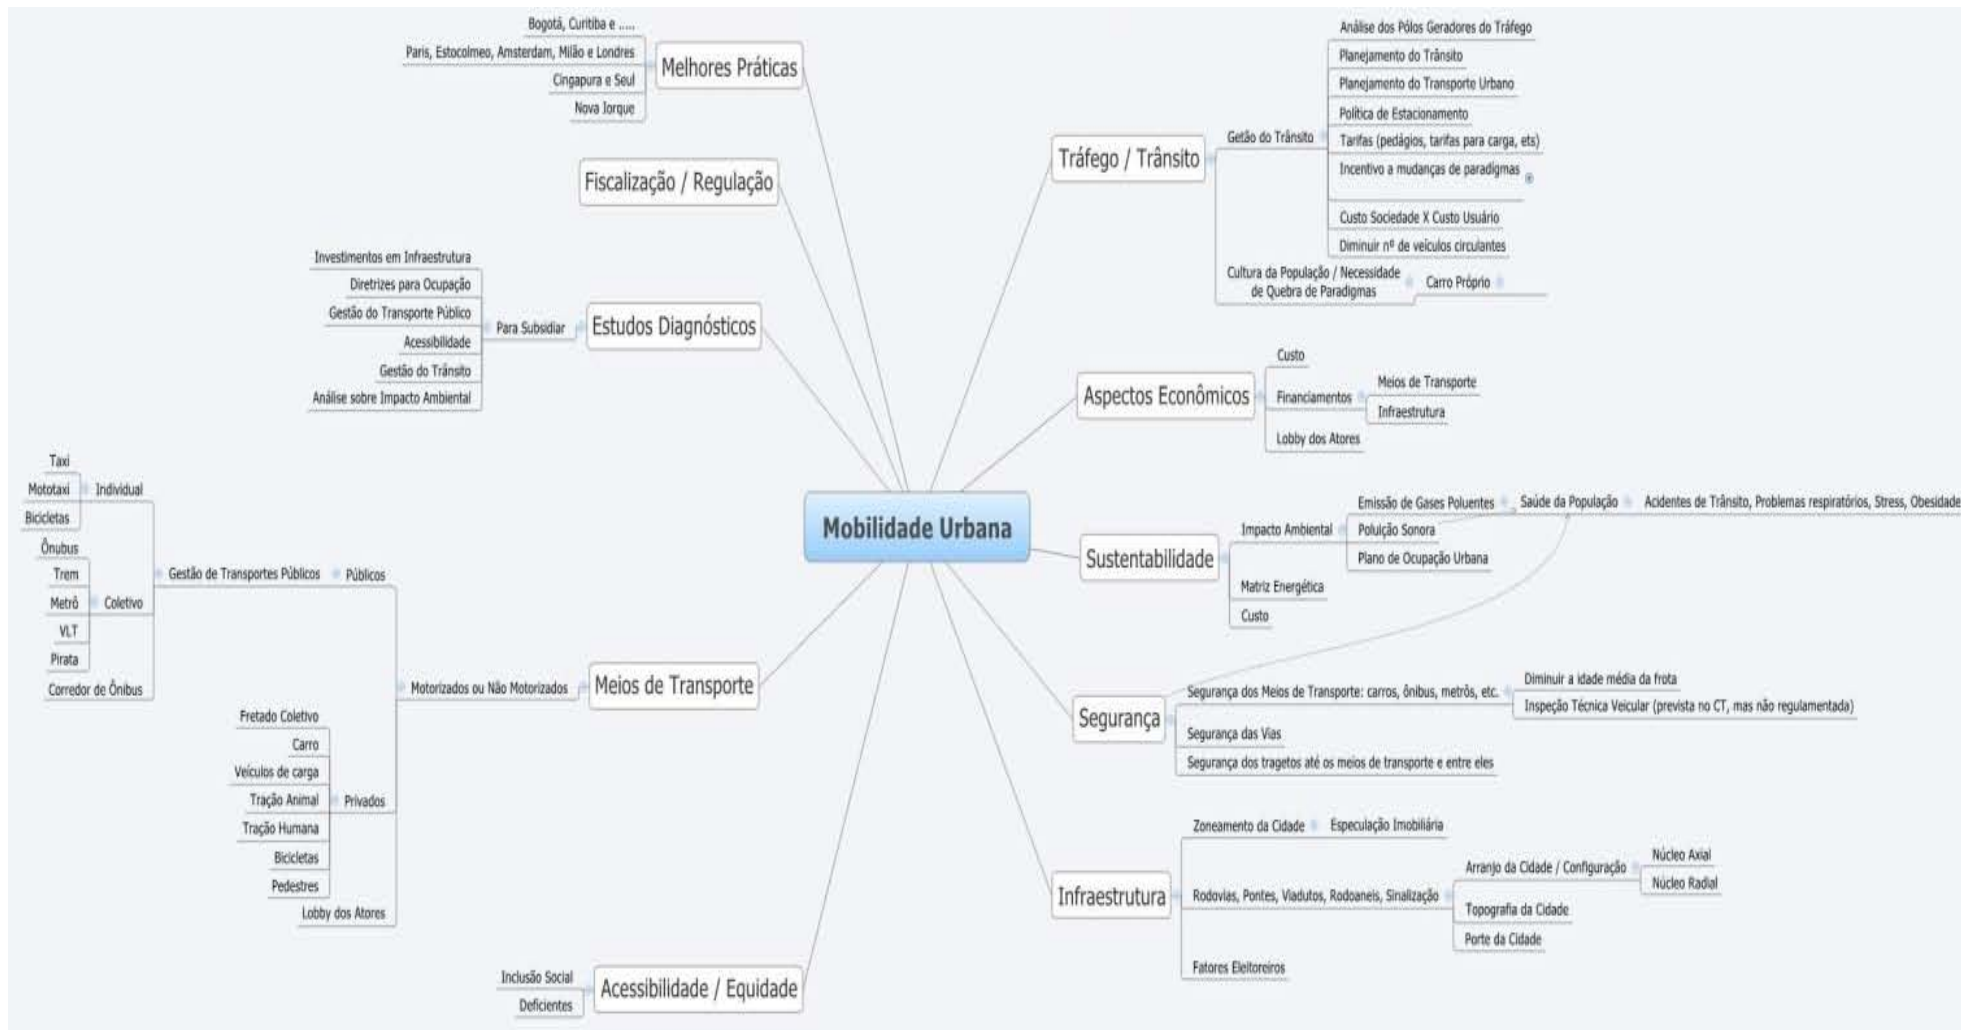 Mobilidade Urbana
Melhores Práticas
Bogotá, Curitiba e .....
Paris, Estocolmeo, Amsterdam, Milão e Londres
Cingapura e Seul
Nova Iorque
Fiscalização / Regulação
Estudos Diagnósticos
Para Subsidiar
Investimentos em Infraestrutura
Diretrizes para Ocupação
Gestão do Transporte Público
Acessibilidade
Gestão do Trânsito
Análise sobre Impacto Ambiental
Meios de Transporte
Motorizados ou Não Motorizados
Públicos
Gestão de Transportes Públicos
Individual
Taxi
Mototaxi
Bicicletas
Coletivo
Ônubus
Trem
Metrô
VLT
Pirata
Corredor de Ônibus
Privados
Fretado Coletivo
Carro
Veículos de carga
Tração Animal
Tração Humana
Bicicletas
Pedestres
Lobby dos Atores
Acessibilidade / Equidade
Inclusão Social
Deficientes
Tráfego / Trânsito
Getão do Trânsito
Análise dos Pólos Geradores do Tráfego
Planejamento do Trânsito
Planejamento do Transporte Urbano
Política de Estacionamento
Tarifas (pedágios, tarifas para carga, ets)
Incentivo a mudanças de paradigmas
Custo Sociedade X Custo Usuário
Diminuir nº de veículos circulantes
Cultura da População / Necessidade
de Quebra de Paradigmas
Carro Próprio
Aspectos Econômicos
Custo
Financiamentos
Meios de Transporte
Infraestrutura
Lobby dos Atores
Sustentabilidade
Impacto Ambiental
Emissão de Gases Poluentes
Saúde da População
Acidentes de Trânsito, Problemas respiratórios, Stress, Obesidade
Poluição Sonora
Plano de Ocupação Urbana
Matriz Energética
Custo
Segurança
Segurança dos Meios de Transporte: carros, ônibus, metrôs, etc.
Diminuir a idade média da frota
Inspeção Técnica Veicular (prevista no CT, mas não regulamentada)
Segurança das Vias
Segurança dos tragetos até os meios de transporte e entre eles
Infraestrutura
Zoneamento da Cidade
Especulação Imobiliária
Rodovias, Pontes, Viadutos, Rodoaneis, Sinalização
Arranjo da Cidade / Configuração
Núcleo Axial
Núcleo Radial
Topografia da Cidade
Porte da Cidade
Fatores Eleitoreiros